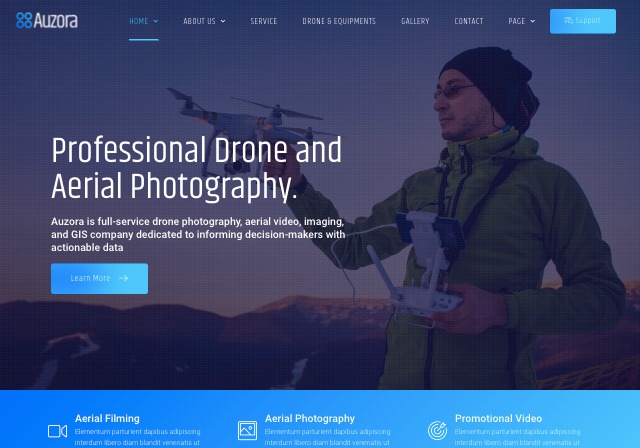 Auzora
HOME
ABOUT US
SERVICE
DRONE & EQUIPMENTS
GALLERY
CONTACT
PAGE
Support
Professional Drone and
Aerial Photography.
Auzora is full-service drone photography, aerial video, imaging,
and GIS company dedicated to informing decision-makers with
actionable data
Learn More
Aerial Filming
Elementum parturient dapibus adipiscing
interdum libero diam blandit venenatis ut
Aerial Photography
Elementum parturient dapibus adipiscing
interdum libero diam blandit venenatis ut
Promotional Video
Elementum parturient dapibus adipiscing
interdum libero diam blandit venenatis ut